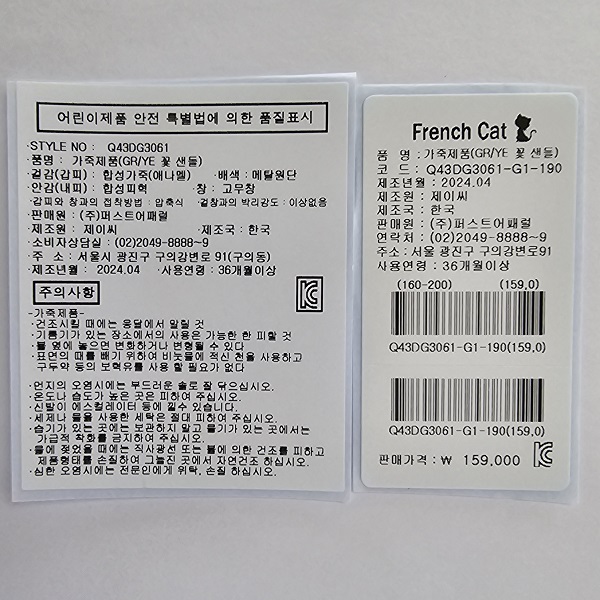 어린이제품 안전 특별법에 의한 품질표시
·STYLE NO : Q43DG3061
·품명 : 가죽제품(GR/YE 꽃 샌들)
·겉감(갑피) : 합성가죽(애나멜) ·배색 : 메탈원단
·안감(내피) : 합성피혁 ·창 : 고무창
·갑피와 창과의 접착방법 : 압축식 ·겉창과의 박리강도 : 이상없음
·판매원 : (주)퍼스트어패럴
·제조원 : 제이씨 ·제조국 : 한국
·소비자상담실 : (02)2049-8888~9
·주 소 : 서울시 광진구 구의강변로 91(구의동)
·제조년월 : 2024.04 ·사용연령 : 36개월이상
주의사항
-가죽제품-
·건조시킬 때에는 응달에서 말릴 것
·기름기가 있는 장소에서의 사용은 가능한 한 피할 것
·불 옆에 놓으면 변화하거나 변형될 수 있다
·표면의 때를 빼기 위하여 비눗물에 적신 천을 사용하고
구두약 등의 보혁유를 사용 할 필요가 없다
·먼지의 오염시에는 부드러운 솔로 잘 닦으십시오.
·온도나 습도가 높은 곳은 피하여 주십시오.
·신발이 에스컬레이터 등에 낄수 있습니다.
·세제나 물을 사용한 세탁은 절대 피하여 주십시오.
·습기가 있는 곳에는 보관하지 말고 물기가 있는 곳에서는
가급적 착화를 금지하여 주십시오.
·물에 젖었을 때에는 직사광선 또는 불에 의한 건조를 피하고
제품형태를 손질하여 그늘진 곳에서 자연건조 하십시오.
·심한 오염시에는 전문인에게 위탁, 손질 하십시오.
French Cat
품 명 : 가죽제품(GR/YE 꽃 샌들)
코 드 : Q43DG3061-G1-190
제조년월 : 2024.04
제조원 : 제이씨
제조국 : 한국
판매원 : (주)퍼스트어패럴
연락처 : (02)2049-8888~9
주소 : 서울 광진구 구의강변로91
사용연령 : 36개월이상
(160-200) (159,0)
Q43DG3061-G1-190(159,0)
Q43DG3061-G1-190(159,0)
판매가격 : ₩ 159,000